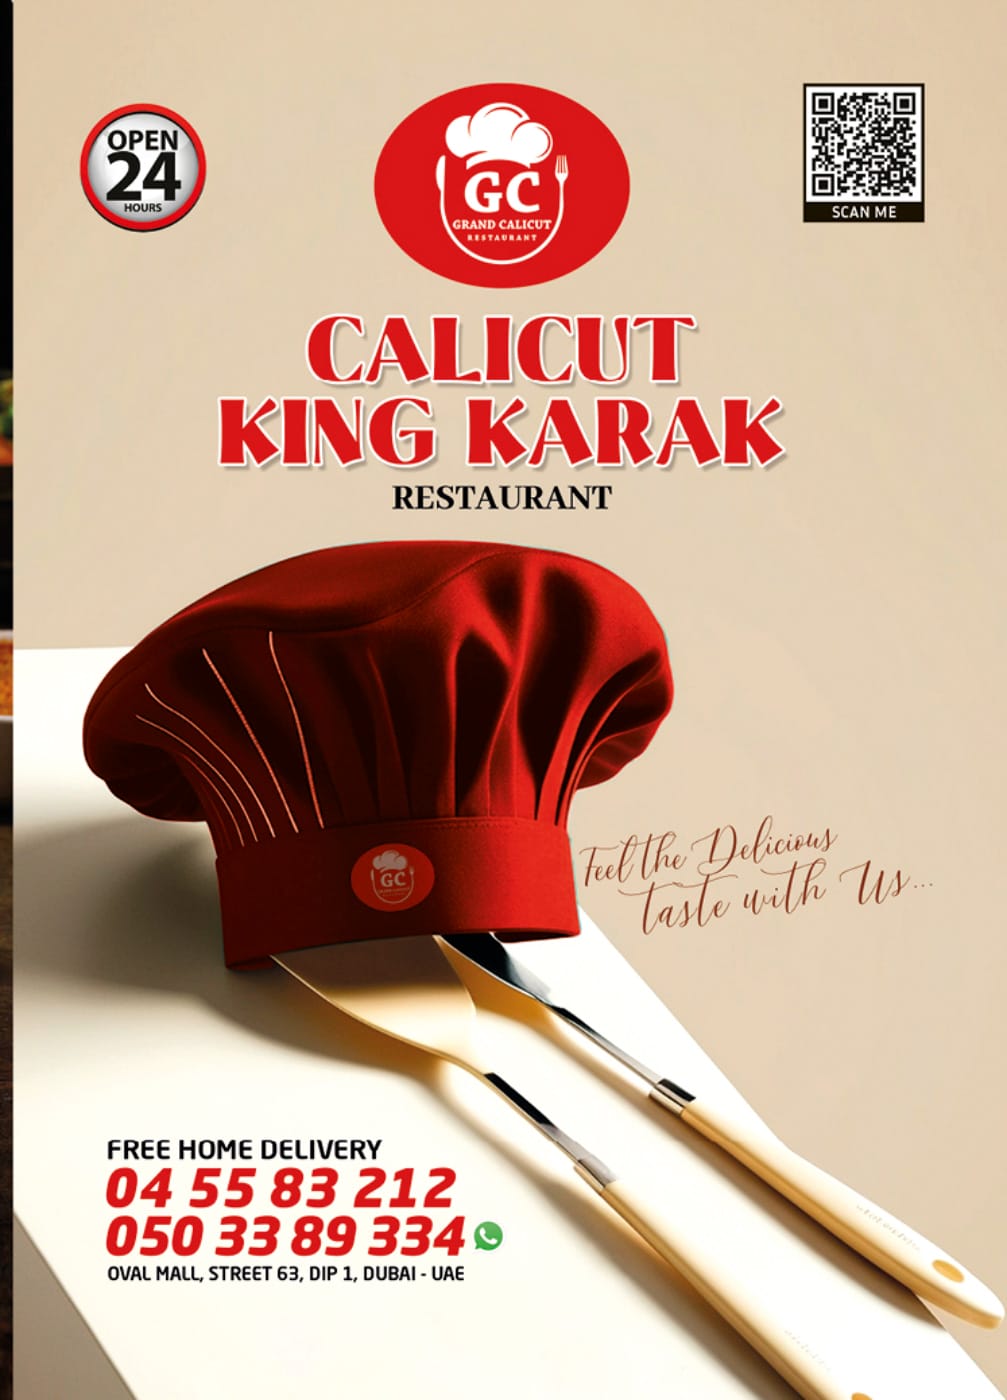 OPEN
24
HOURS
GC
GRAND CALICUT
RESTAURANT
SCAN ME
CALICUT
KING KARAK
RESTAURANT
GC
Feel the Delicious
taste with Us...
FREE HOME DELIVERY
04 55 83 212
050 33 89 334
OVAL MALL, STREET 63, DIP 1, DUBAI - UAE